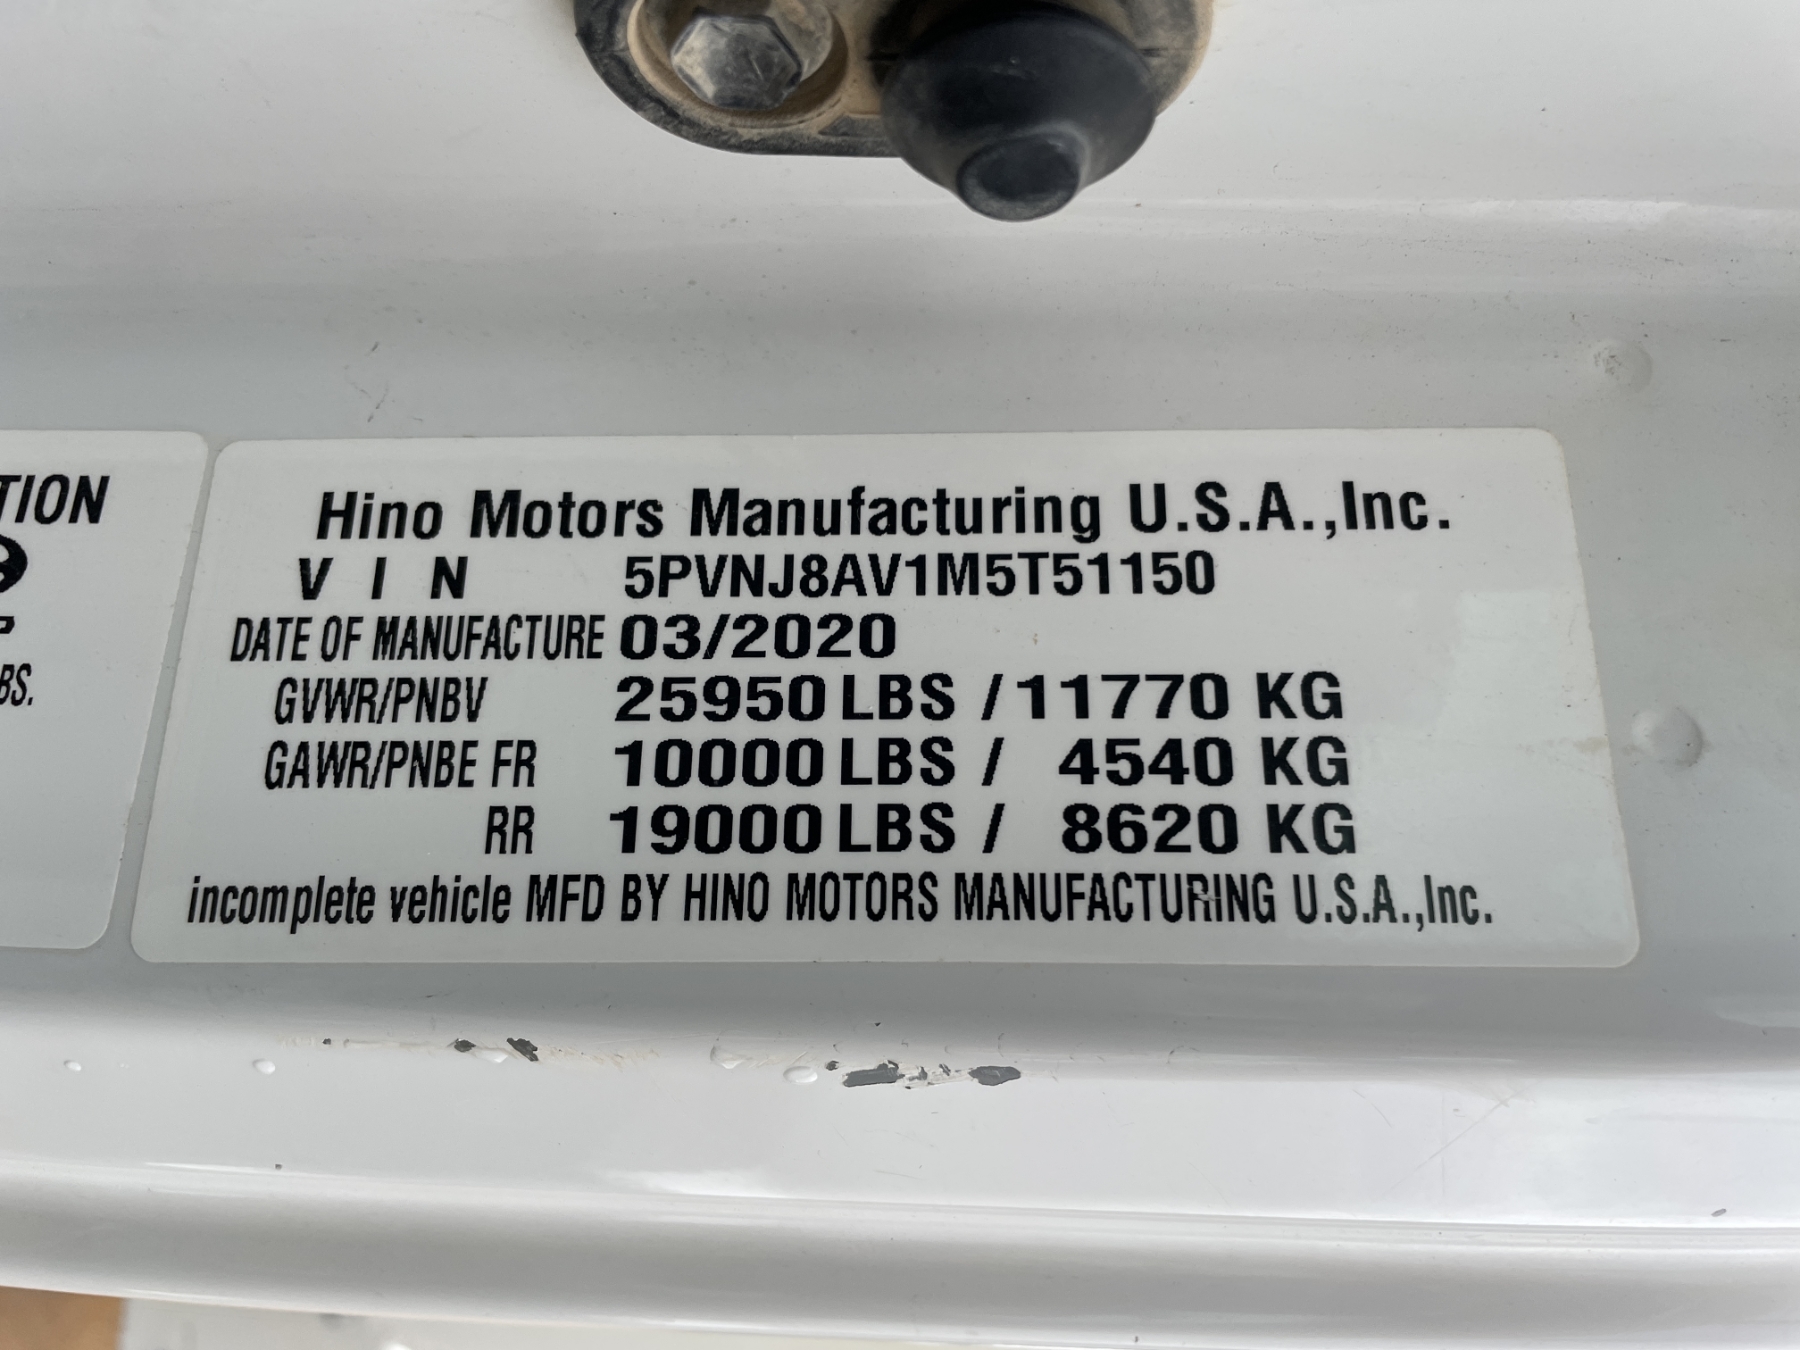 TION
BS.
Hino Motors Manufacturing U.S.A.,Inc.
V I N 5PVNJ8AV1M5T51150
DATE OF MANUFACTURE 03/2020
GVWR/PNBV 25950 LBS / 11770 KG
GAWR/PNBE FR 10000 LBS / 4540 KG
RR 19000 LBS / 8620 KG
incomplete vehicle MFD BY HINO MOTORS MANUFACTURING U.S.A.,Inc.